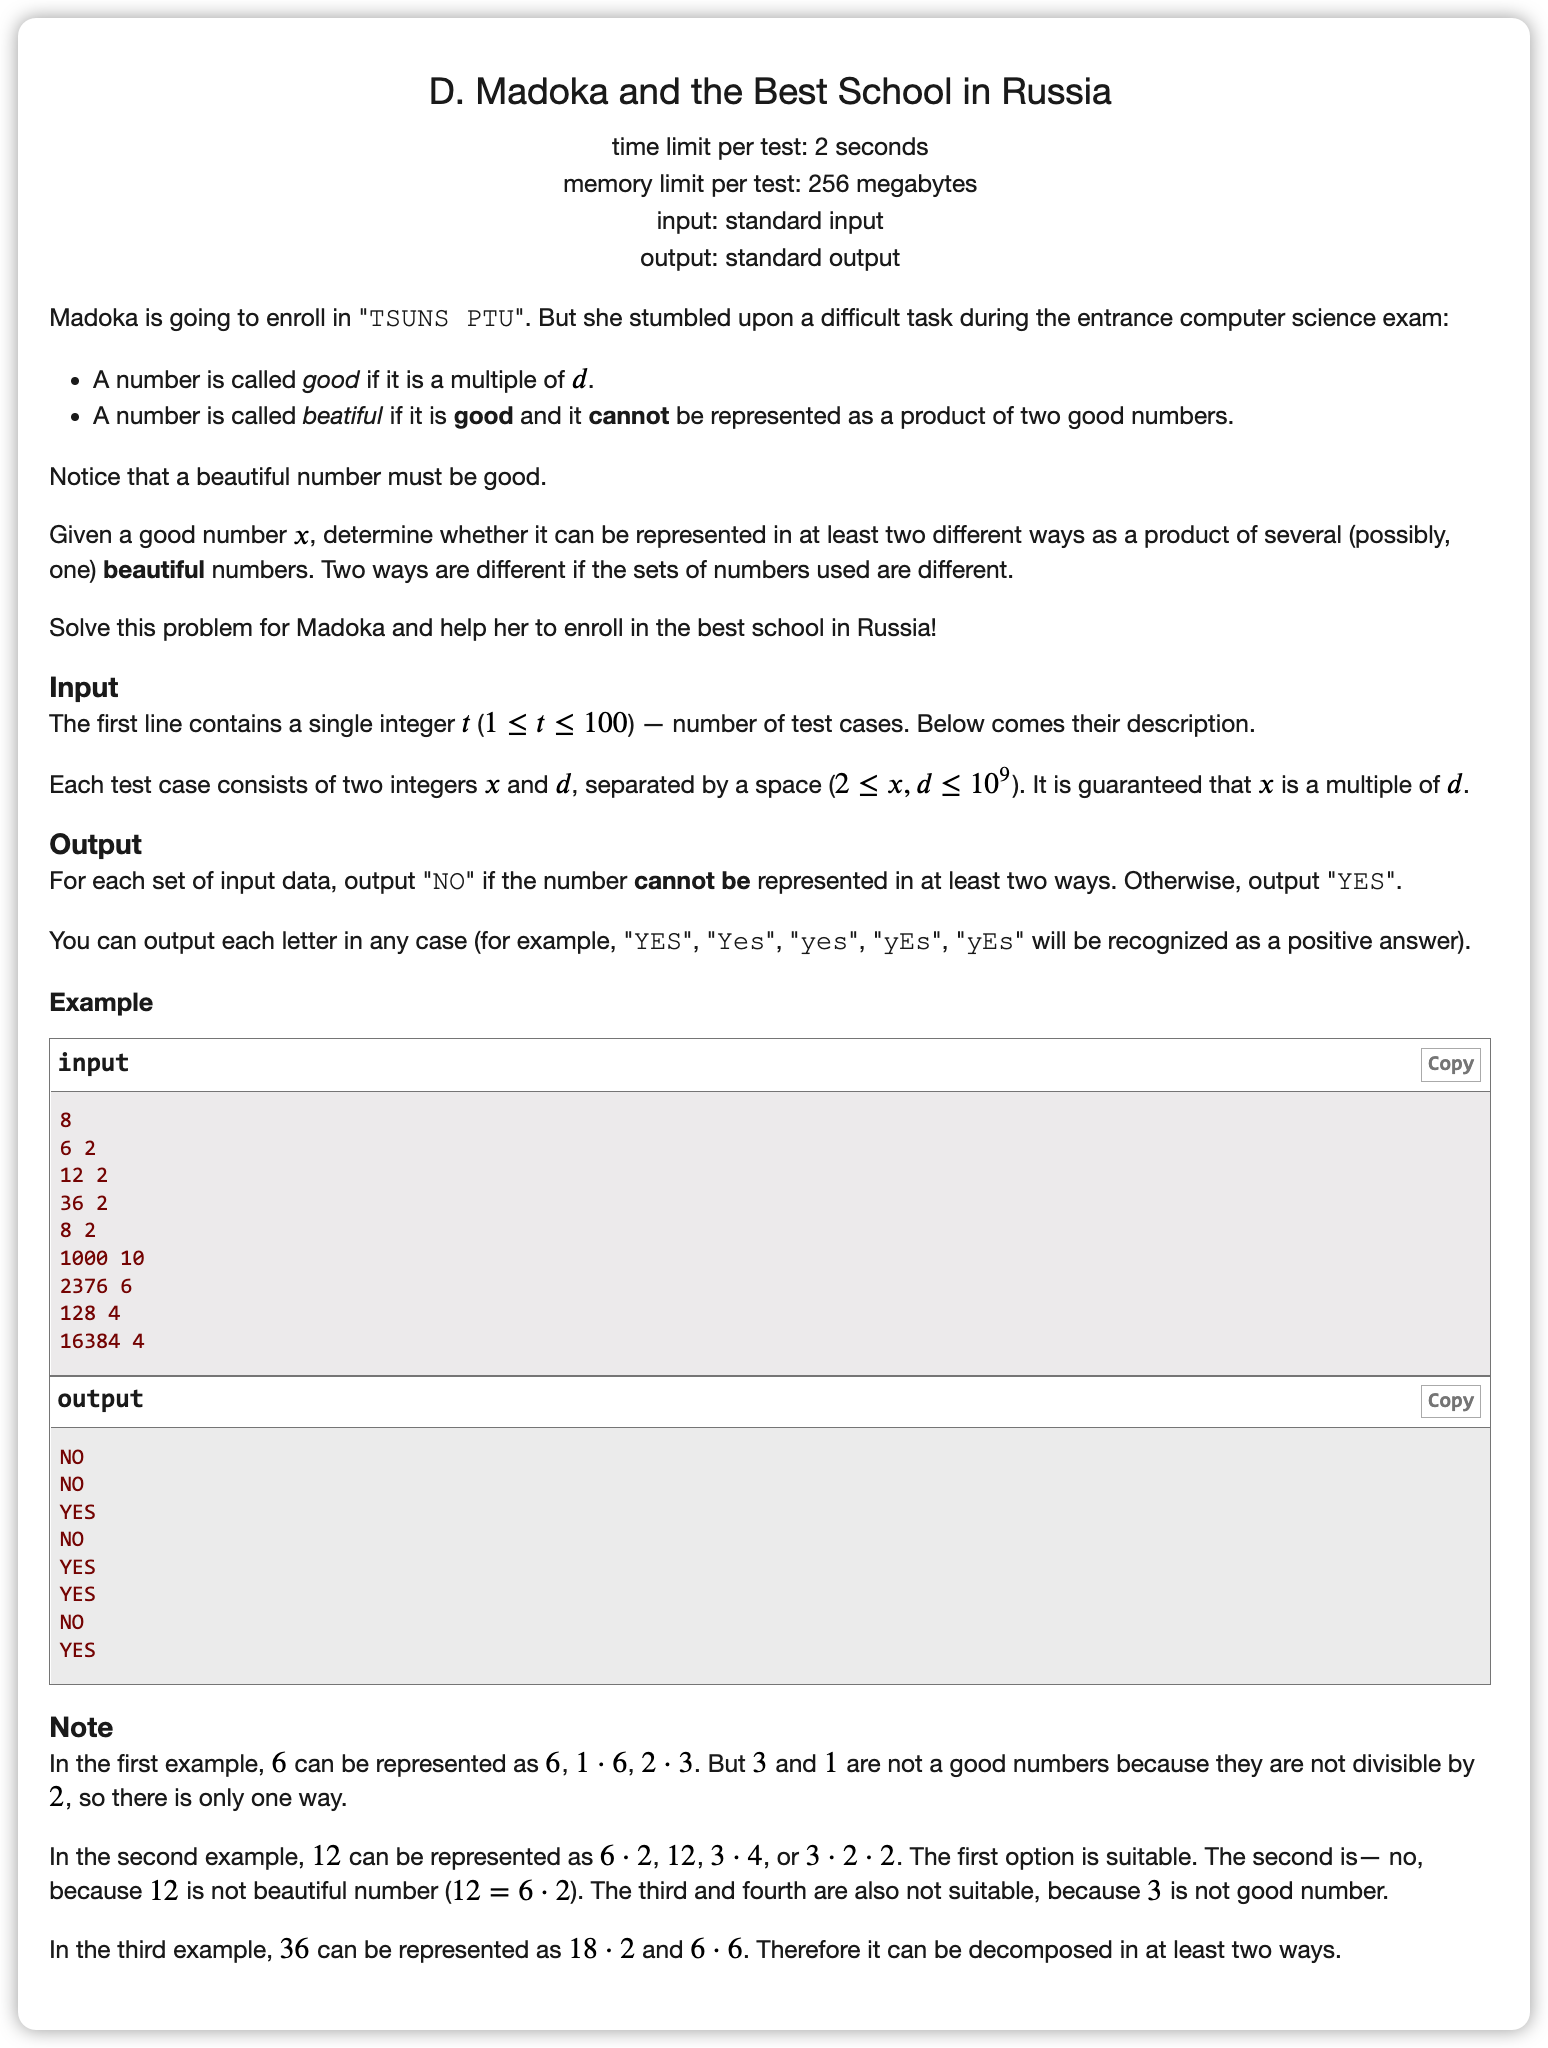 D. Madoka and the Best School in Russia
time limit per test: 2 seconds
memory limit per test: 256 megabytes
input: standard input
output: standard output
Madoka is going to enroll in "TSUNS PTU". But she stumbled upon a difficult task during the entrance computer science exam:
• A number is called good if it is a multiple of d.
• A number is called beatiful if it is good and it cannot be represented as a product of two good numbers.
Notice that a beautiful number must be good.
Given a good number x, determine whether it can be represented in at least two different ways as a product of several (possibly,
one) beautiful numbers. Two ways are different if the sets of numbers used are different.
Solve this problem for Madoka and help her to enroll in the best school in Russia!
Input
The first line contains a single integer t (1 ≤ t ≤ 100) — number of test cases. Below comes their description.
Each test case consists of two integers x and d, separated by a space (2 ≤ x, d ≤ 10⁹). It is guaranteed that x is a multiple of d.
Output
For each set of input data, output "NO" if the number cannot be represented in at least two ways. Otherwise, output "YES".
You can output each letter in any case (for example, "YES", "Yes", "yes", "yEs", "yEs" will be recognized as a positive answer).
Example
input
Copy
8
6 2
12 2
36 2
8 2
1000 10
2376 6
128 4
16384 4
output
Copy
NO
NO
YES
NO
YES
YES
NO
YES
Note
In the first example, 6 can be represented as 6, 1 · 6, 2 · 3. But 3 and 1 are not a good numbers because they are not divisible by
2, so there is only one way.
In the second example, 12 can be represented as 6 · 2, 12, 3 · 4, or 3 · 2 · 2. The first option is suitable. The second is— no,
because 12 is not beautiful number (12 = 6 · 2). The third and fourth are also not suitable, because 3 is not good number.
In the third example, 36 can be represented as 18 · 2 and 6 · 6. Therefore it can be decomposed in at least two ways.